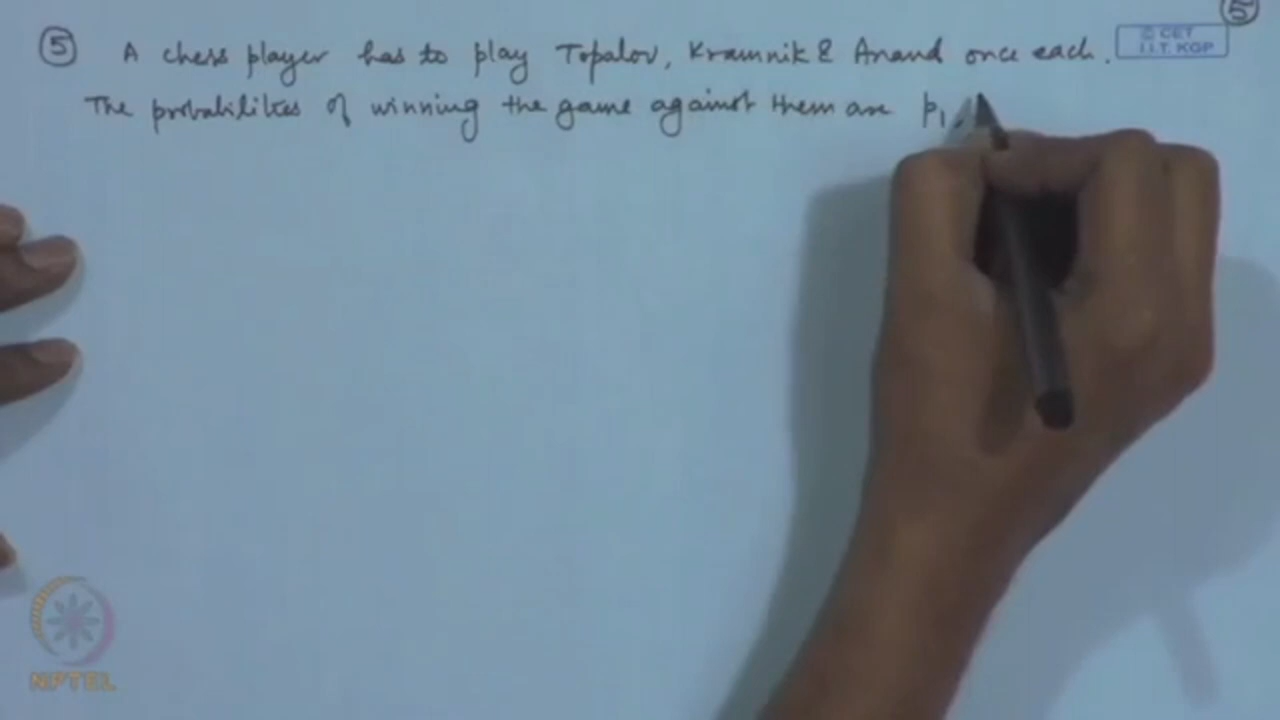 5
5 A chess player has to play Topalov, Kramnik & Anand once each.
© CET
I.I.T. KGP
The probabilities of winning the game against them are p1,
NPTEL